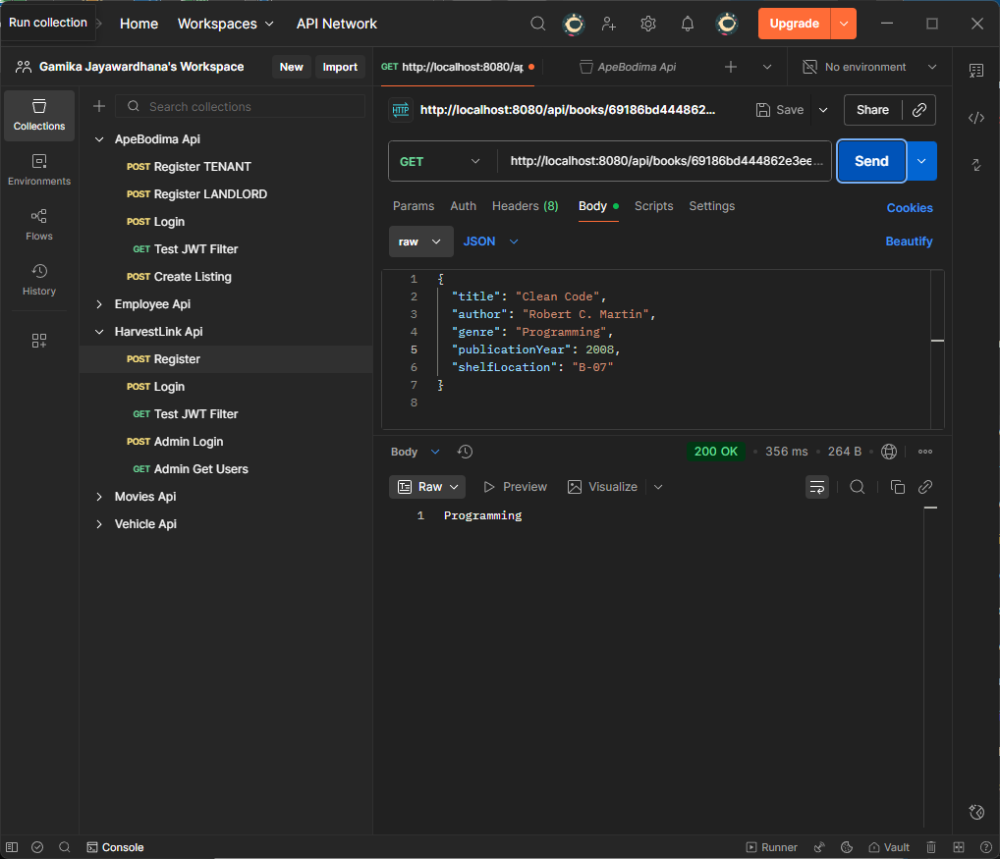 Run collection
Home
Workspaces
API Network
Upgrade
Gamika Jayawardhana's Workspace
New
Import
GET http://localhost:8080/ap
ApeBodima Api
No environment
Collections
Environments
Flows
History
Search collections
ApeBodima Api
POST Register TENANT
POST Register LANDLORD
POST Login
GET Test JWT Filter
POST Create Listing
Employee Api
HarvestLink Api
POST Register
POST Login
GET Test JWT Filter
POST Admin Login
GET Admin Get Users
Movies Api
Vehicle Api
HTTP http://localhost:8080/api/books/69186bd444862...
Save
Share
GET
http://localhost:8080/api/books/69186bd444862e3ee...
Send
Params Auth Headers (8) Body Scripts Settings
Cookies
raw JSON
Beautify
1 {
2 "title": "Clean Code",
3 "author": "Robert C. Martin",
4 "genre": "Programming",
5 "publicationYear": 2008,
6 "shelfLocation": "B-07"
7 }
8
Body
200 OK • 356 ms • 264 B
Raw Preview Visualize
1 Programming
Console
Runner
Vault